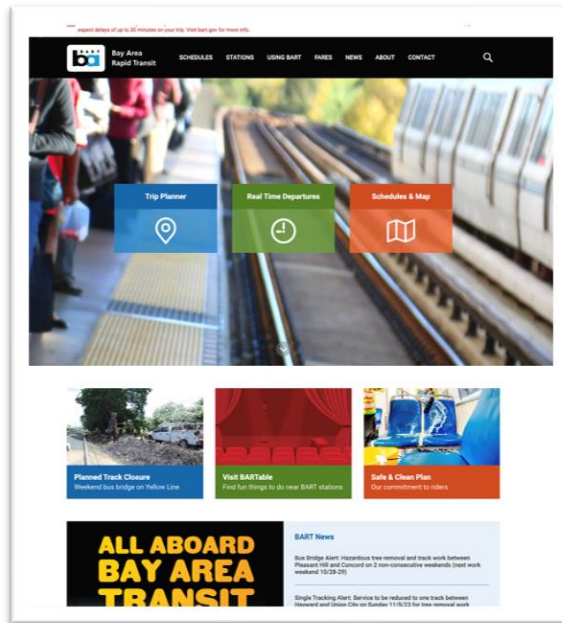 expect delays of up to 20 minutes on your trip. Visit bart.gov for more info.
ba
Bay Area
Rapid Transit
SCHEDULES STATIONS USING BART FARES NEWS ABOUT CONTACT
Trip Planner
Real Time Departures
Schedules & Map
Planned Track Closure
Weekend bus bridge on Yellow Line
Visit BARTable
Find fun things to do near BART stations
Safe & Clean Plan
Our commitment to riders
ALL ABOARD
BAY AREA
TRANSIT
BART News
Bus Bridge Alert: Hazardous tree removal and track work between
Pleasant Hill and Concord on 2 non-consecutive weekends (next work
weekend 10/28-29)
Single Tracking Alert: Service to be reduced to one track between
Hayward and Union City on Sunday 11/5/23 for tree removal work